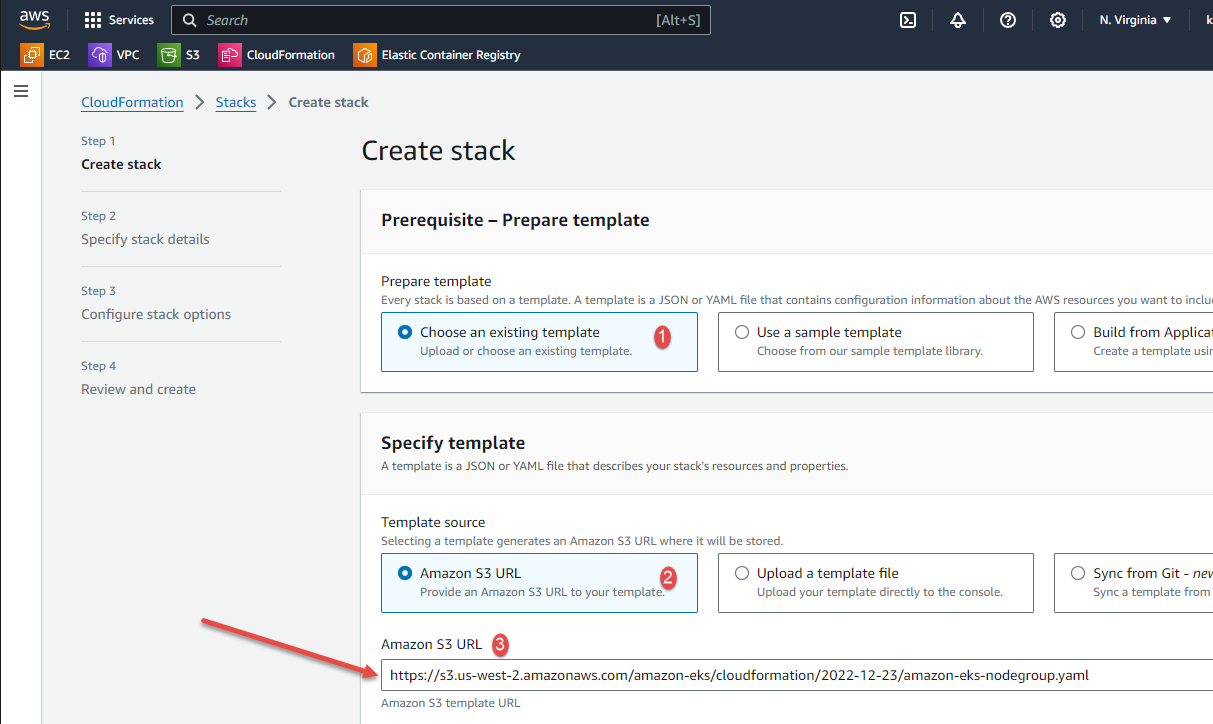 aws
Services
Search
[Alt+S]
N. Virginia
EC2
VPC
S3
CloudFormation
Elastic Container Registry
CloudFormation
Stacks
Create stack
Step 1
Create stack
Step 2
Specify stack details
Step 3
Configure stack options
Step 4
Review and create
Create stack
Prerequisite – Prepare template
Prepare template
Every stack is based on a template. A template is a JSON or YAML file that contains configuration information about the AWS resources you want to
Choose an existing template
Upload or choose an existing template.
1
Use a sample template
Choose from our sample template library.
Build from
Create a template
Specify template
A template is a JSON or YAML file that describes your stack's resources and properties.
Template source
Selecting a template generates an Amazon S3 URL where it will be stored.
Amazon S3 URL
Provide an Amazon S3 URL to your template.
2
Upload a template file
Upload your template directly to the console.
Sync from Git - new
Sync a template from
Amazon S3 URL 3
https://s3.us-west-2.amazonaws.com/amazon-eks/cloudformation/2022-12-23/amazon-eks-nodegroup.yaml
Amazon S3 template URL